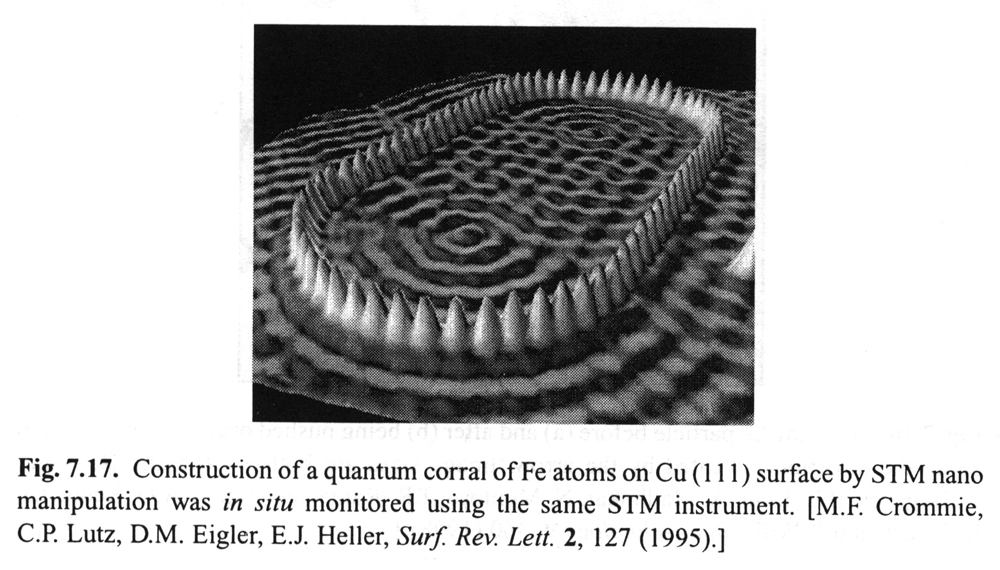 Fig. 7.17. Construction of a quantum corral of Fe atoms on Cu (111) surface by STM nano
manipulation was in situ monitored using the same STM instrument. [M.F. Crommie,
C.P. Lutz, D.M. Eigler, E.J. Heller, Surf. Rev. Lett. 2, 127 (1995).]